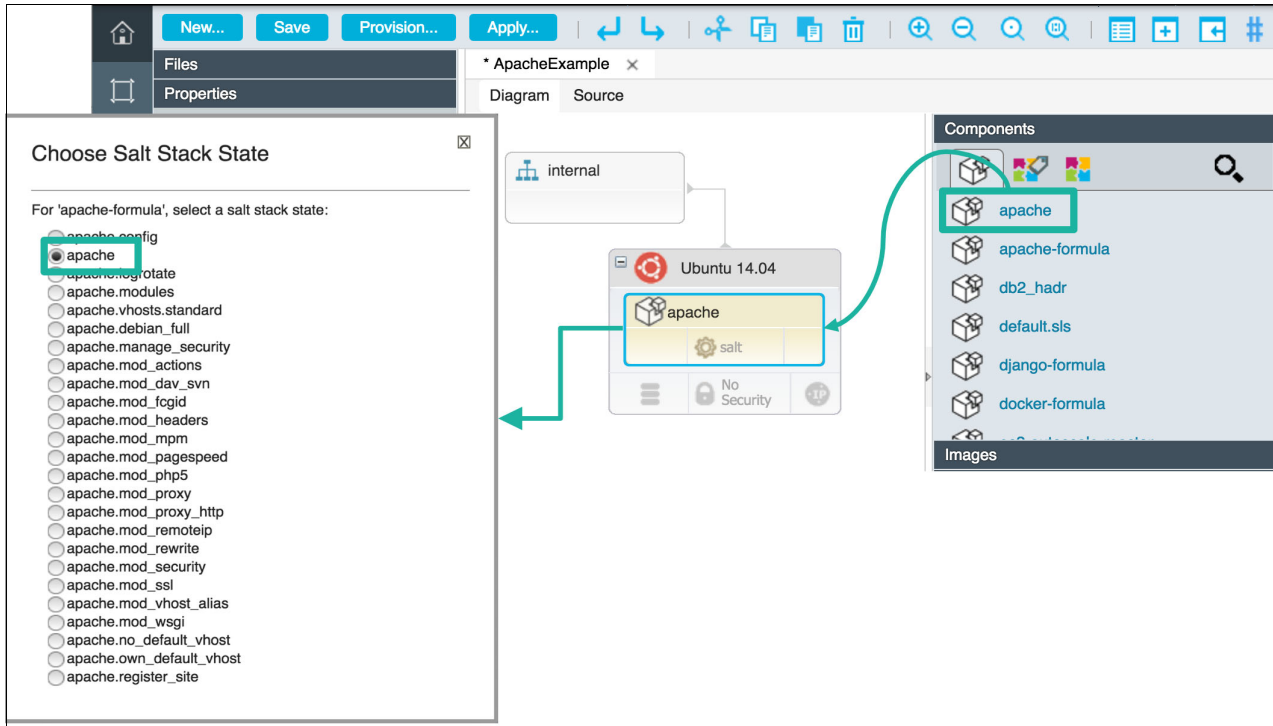 New...
Save
Provision...
Apply...
Files
Properties
* ApacheExample
Diagram
Source
Choose Salt Stack State
For 'apache-formula', select a salt stack state:
apache.config
apache
apache.logrotate
apache.modules
apache.vhosts.standard
apache.debian_full
apache.manage_security
apache.mod_actions
apache.mod_dav_svn
apache.mod_fcgid
apache.mod_headers
apache.mod_mpm
apache.mod_pagespeed
apache.mod_php5
apache.mod_proxy
apache.mod_proxy_http
apache.mod_remoteip
apache.mod_rewrite
apache.mod_security
apache.mod_ssl
apache.mod_vhost_alias
apache.mod_wsgi
apache.no_default_vhost
apache.own_default_vhost
apache.register_site
internal
Ubuntu 14.04
apache
salt
No
Security
IP
Components
apache
apache-formula
db2_hadr
default.sls
django-formula
docker-formula
Images